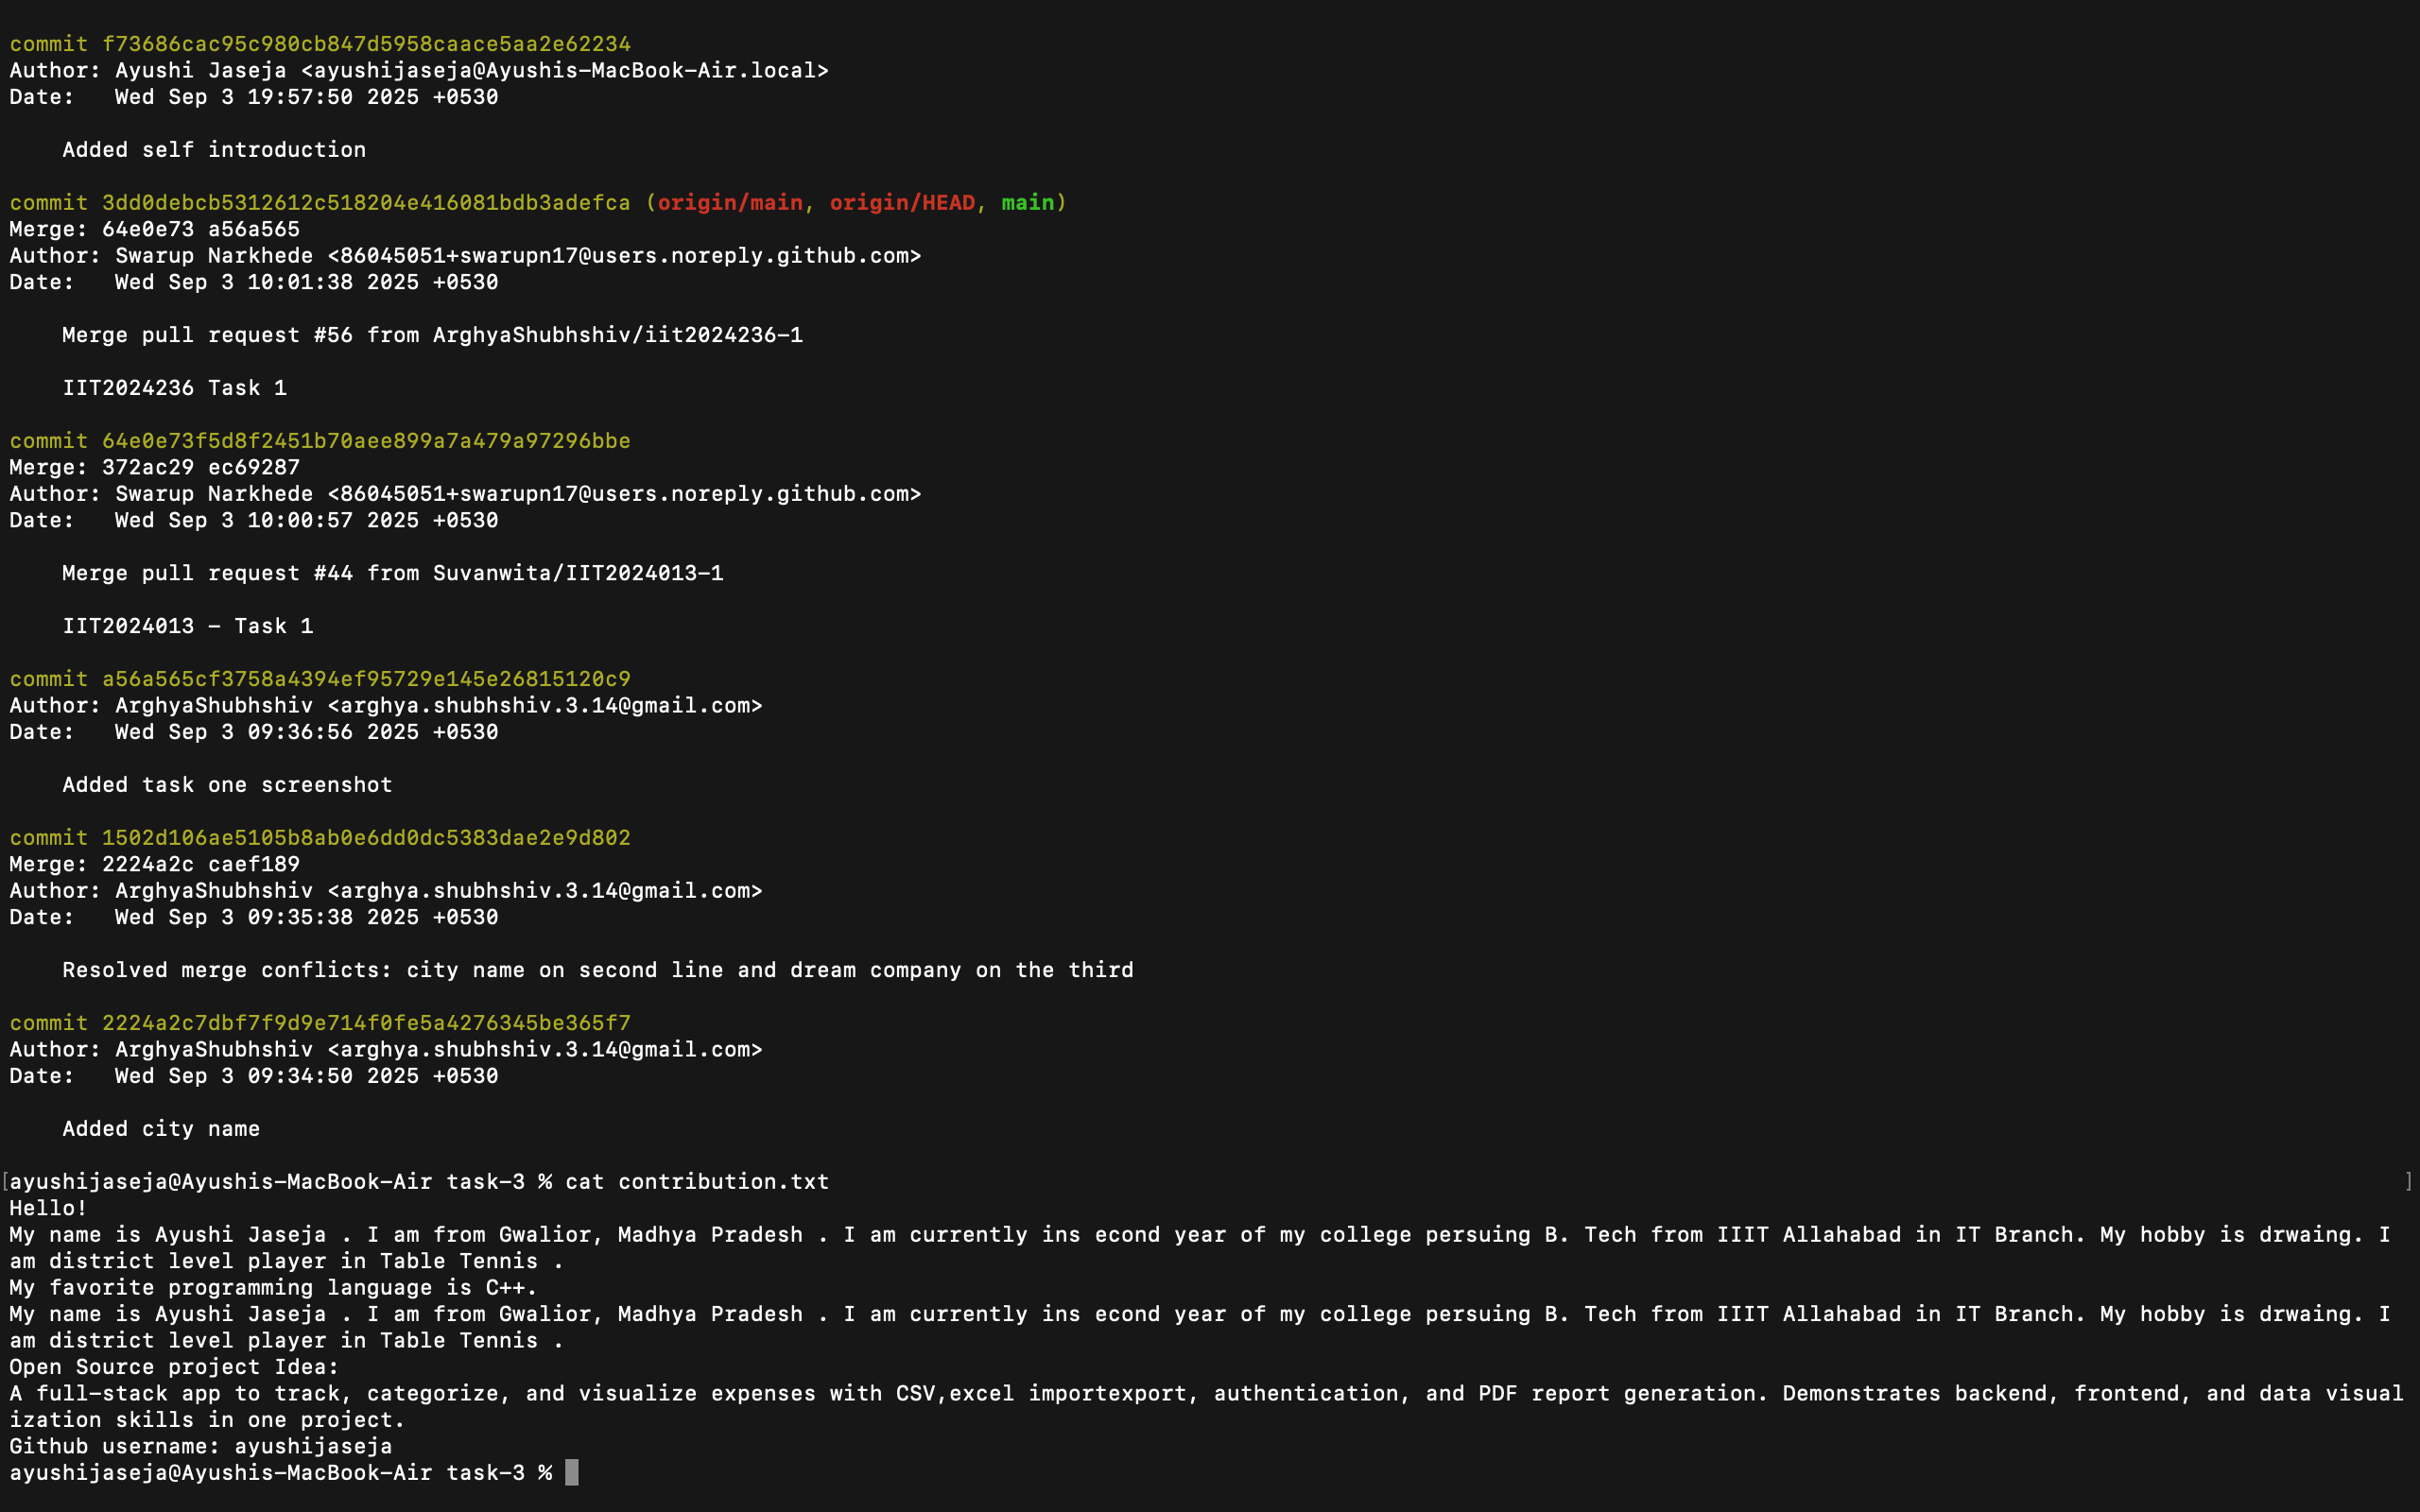 commit f73686cac95c980cb847d5958caace5aa2e62234
Author: Ayushi Jaseja <ayushijaseja@Ayushis-MacBook-Air.local>
Date:   Wed Sep 3 19:57:50 2025 +0530
    Added self introduction
commit 3dd0debcb5312612c518204e416081bdb3adefca (origin/main, origin/HEAD, main)
Merge: 64e0e73 a56a565
Author: Swarup Narkhede <86045051+swarupn17@users.noreply.github.com>
Date:   Wed Sep 3 10:01:38 2025 +0530
    Merge pull request #56 from ArghyaShubhshiv/iit2024236-1
    IIT2024236 Task 1
commit 64e0e73f5d8f2451b70aee899a7a479a97296bbe
Merge: 372ac29 ec69287
Author: Swarup Narkhede <86045051+swarupn17@users.noreply.github.com>
Date:   Wed Sep 3 10:00:57 2025 +0530
    Merge pull request #44 from Suvanwita/IIT2024013-1
    IIT2024013 - Task 1
commit a56a565cf3758a4394ef95729e145e26815120c9
Author: ArghyaShubhshiv <arghya.shubhshiv.3.14@gmail.com>
Date:   Wed Sep 3 09:36:56 2025 +0530
    Added task one screenshot
commit 1502d106ae5105b8ab0e6dd0dc5383dae2e9d802
Merge: 2224a2c caef189
Author: ArghyaShubhshiv <arghya.shubhshiv.3.14@gmail.com>
Date:   Wed Sep 3 09:35:38 2025 +0530
    Resolved merge conflicts: city name on second line and dream company on the third
commit 2224a2c7dbf7f9d9e714f0fe5a4276345be365f7
Author: ArghyaShubhshiv <arghya.shubhshiv.3.14@gmail.com>
Date:   Wed Sep 3 09:34:50 2025 +0530
    Added city name
[ayushijaseja@Ayushis-MacBook-Air task-3 % cat contribution.txt ]
Hello!
My name is Ayushi Jaseja . I am from Gwalior, Madhya Pradesh . I am currently ins econd year of my college persuing B. Tech from IIIT Allahabad in IT Branch. My hobby is drwaing. I
am district level player in Table Tennis .
My favorite programming language is C++.
My name is Ayushi Jaseja . I am from Gwalior, Madhya Pradesh . I am currently ins econd year of my college persuing B. Tech from IIIT Allahabad in IT Branch. My hobby is drwaing. I
am district level player in Table Tennis .
Open Source project Idea:
A full-stack app to track, categorize, and visualize expenses with CSV,excel importexport, authentication, and PDF report generation. Demonstrates backend, frontend, and data visual
ization skills in one project.
Github username: ayushijaseja
ayushijaseja@Ayushis-MacBook-Air task-3 %